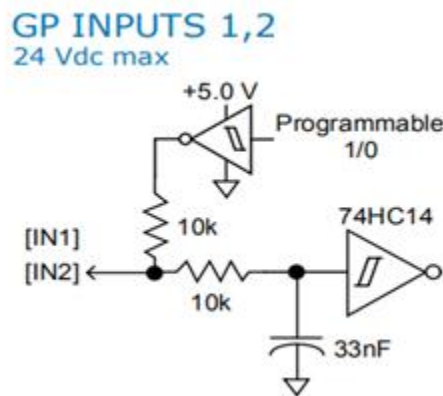 GP INPUTS 1,2
24 Vdc max
+5.0 V
Programmable
1/0
74HC14
10k
[IN1]
[IN2]
10k
33nF